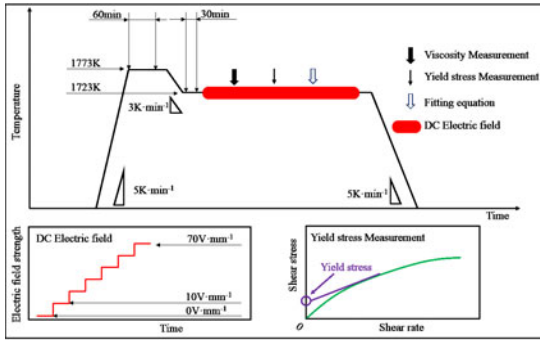 60min
30min
1773K
1723K
3K·min-1
5K·min-1
5K·min-1
Temperature
Time
Viscosity Measurement
Yield stress Measurement
Fitting equation
DC Electric field
DC Electric field
70V·mm-1
10V·mm-1
0V·mm-1
Electric field strength
Time
Yield stress Measurement
Yield stress
Shear stress
0
Shear rate